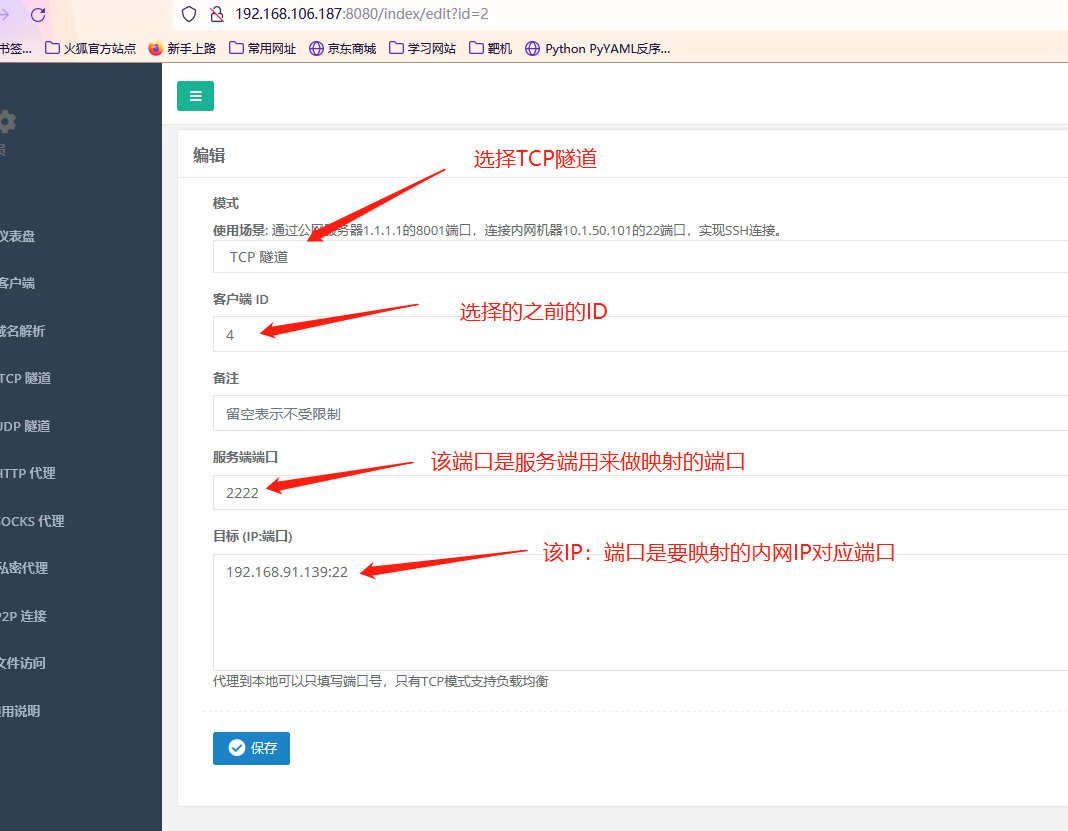 192.168.106.187:8080/index/edit?id=2
书签... 火狐官方站点 新手上路 常用网址 京东商城 学习网站 靶机 Python PyYAML反序...
员
编辑
选择TCP隧道
模式
使用场景: 通过公网服务器1.1.1.1的8001端口，连接内网机器10.1.50.101的22端口，实现SSH连接。
仪表盘
TCP 隧道
客户端
客户端 ID
选择的之前的ID
域名解析
4
TCP 隧道
备注
留空表示不受限制
UDP 隧道
服务端端口
该端口是服务端用来做映射的端口
HTTP 代理
2222
SOCKS 代理
目标 (IP:端口)
该IP：端口是要映射的内网IP对应端口
私密代理
192.168.91.139:22
P2P 连接
文件访问
代理到本地可以只填写端口号，只有TCP模式支持负载均衡
使用说明
保存